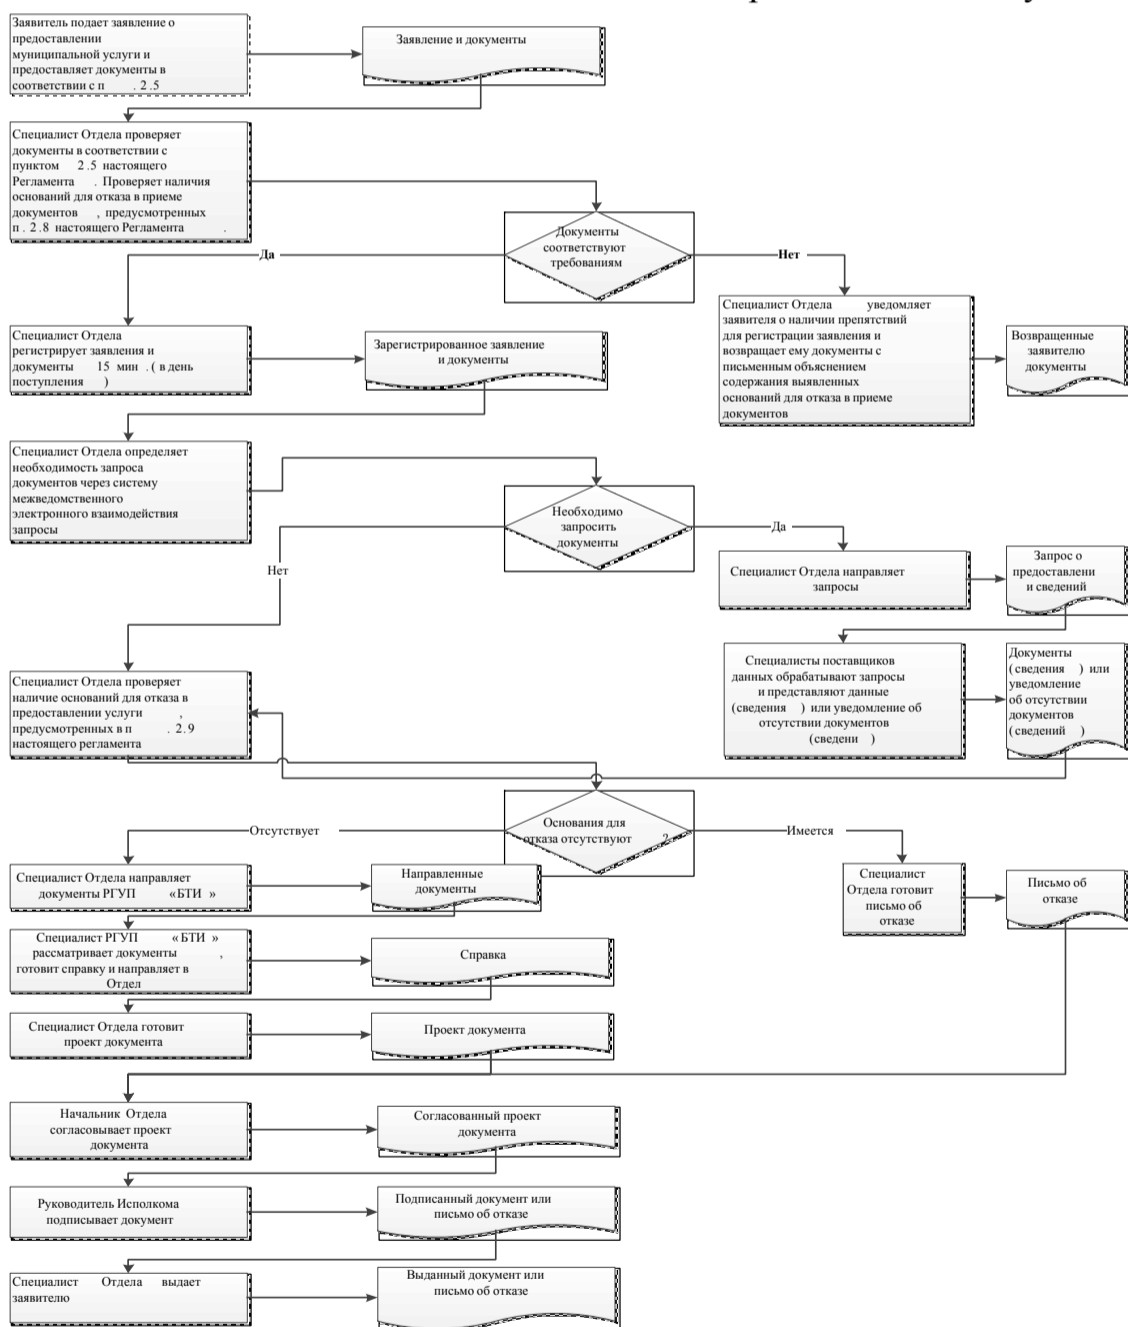 Заявитель подает заявление о
предоставлении
муниципальной услуги и
предоставляет документы в
соответствии с п . 2.5
Заявление и документы
Специалист Отдела проверяет
документы в соответствии с
пунктом 2.5 настоящего
Регламента . Проверяет наличия
оснований для отказа в приеме
документов , предусмотренных
п . 2.8 настоящего Регламента .
Документы
соответствуют
требованиям
Да
Нет
Специалист Отдела
регистрирует заявления и
документы 15 мин . ( в день
поступления )
Зарегистрированное заявление
и документы
Специалист Отдела уведомляет
заявителя о наличии препятствий
для регистрации заявления и
возвращает ему документы с
письменным объяснением
содержания выявленных
оснований для отказа в приеме
документов
Возвращенные
заявителю
документы
Специалист Отдела определяет
необходимость запроса
документов через систему
межведомственного
электронного взаимодействия
запросы
Необходимо
запросить
документы
Да
Нет
Специалист Отдела направляет
запросы
Запрос о
предоставлени
и сведений
Специалисты поставщиков
данных обрабатывают запросы
и представляют данные
(сведения ) или уведомление об
отсутствии документов
(сведени )
Документы
( сведения ) или
уведомление
об отсутствии
документов
( сведений )
Специалист Отдела проверяет
наличие оснований для отказа в
предоставлении услуги ,
предусмотренных в п . 2.9
настоящего регламента
Основания для
отказа отсутствуют ?
Отсутствует
Имеется
Специалист Отдела направляет
документы РГУП «БТИ »
Направленные
документы
Специалист
Отдела готовит
письмо об
отказе
Письмо об
отказе
Специалист РГУП «БТИ »
рассматривает документы ,
готовит справку и направляет в
Отдел
Справка
Специалист Отдела готовит
проект документа
Проект документа
Начальник Отдела
согласовывает проект
документа
Согласованный проект
документа
Руководитель Исполкома
подписывает документ
Подписанный документ или
письмо об отказе
Специалист Отдела выдает
заявителю
Выданный документ или
письмо об отказе